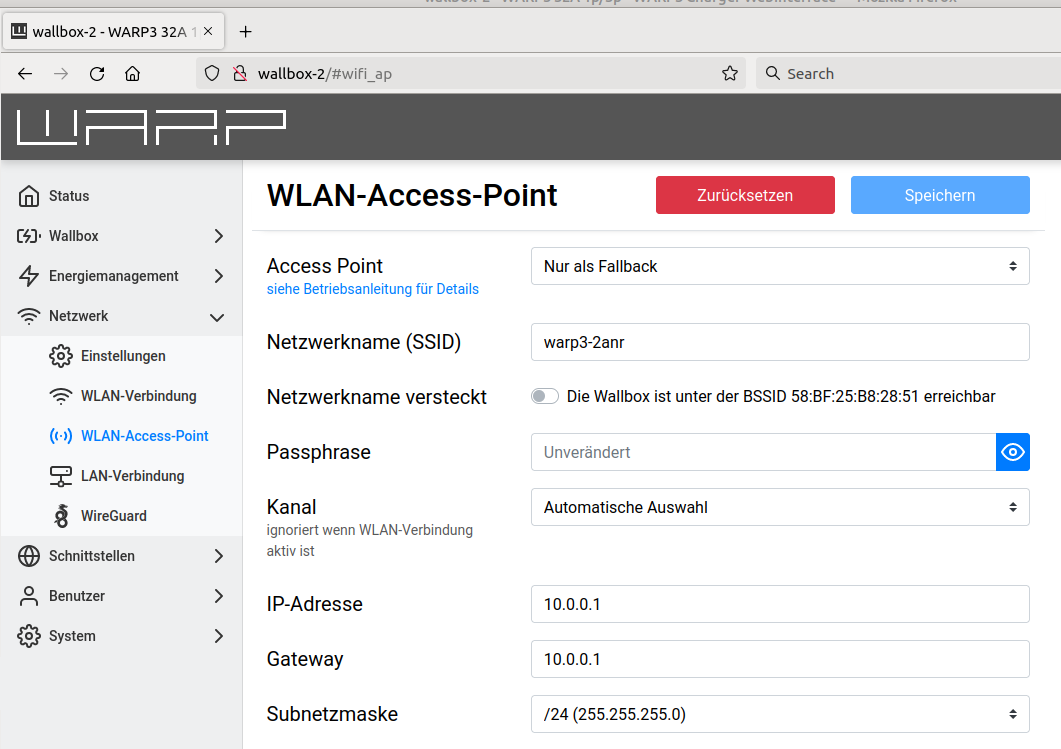 wallbox-2 - WARP3 32A 1
wallbox-2/#wifi_ap
Search
WARP
Status
Wallbox
Energiemanagement
Netzwerk
Einstellungen
WLAN-Verbindung
WLAN-Access-Point
LAN-Verbindung
WireGuard
Schnittstellen
Benutzer
System
WLAN-Access-Point
Zurücksetzen
Speichern
Access Point
siehe Betriebsanleitung für Details
Nur als Fallback
Netzwerkname (SSID)
warp3-2anr
Netzwerkname versteckt
Die Wallbox ist unter der BSSID 58:BF:25:B8:28:51 erreichbar
Passphrase
Unverändert
Kanal
ignoriert wenn WLAN-Verbindung
aktiv ist
Automatische Auswahl
IP-Adresse
10.0.0.1
Gateway
10.0.0.1
Subnetzmaske
/24 (255.255.255.0)